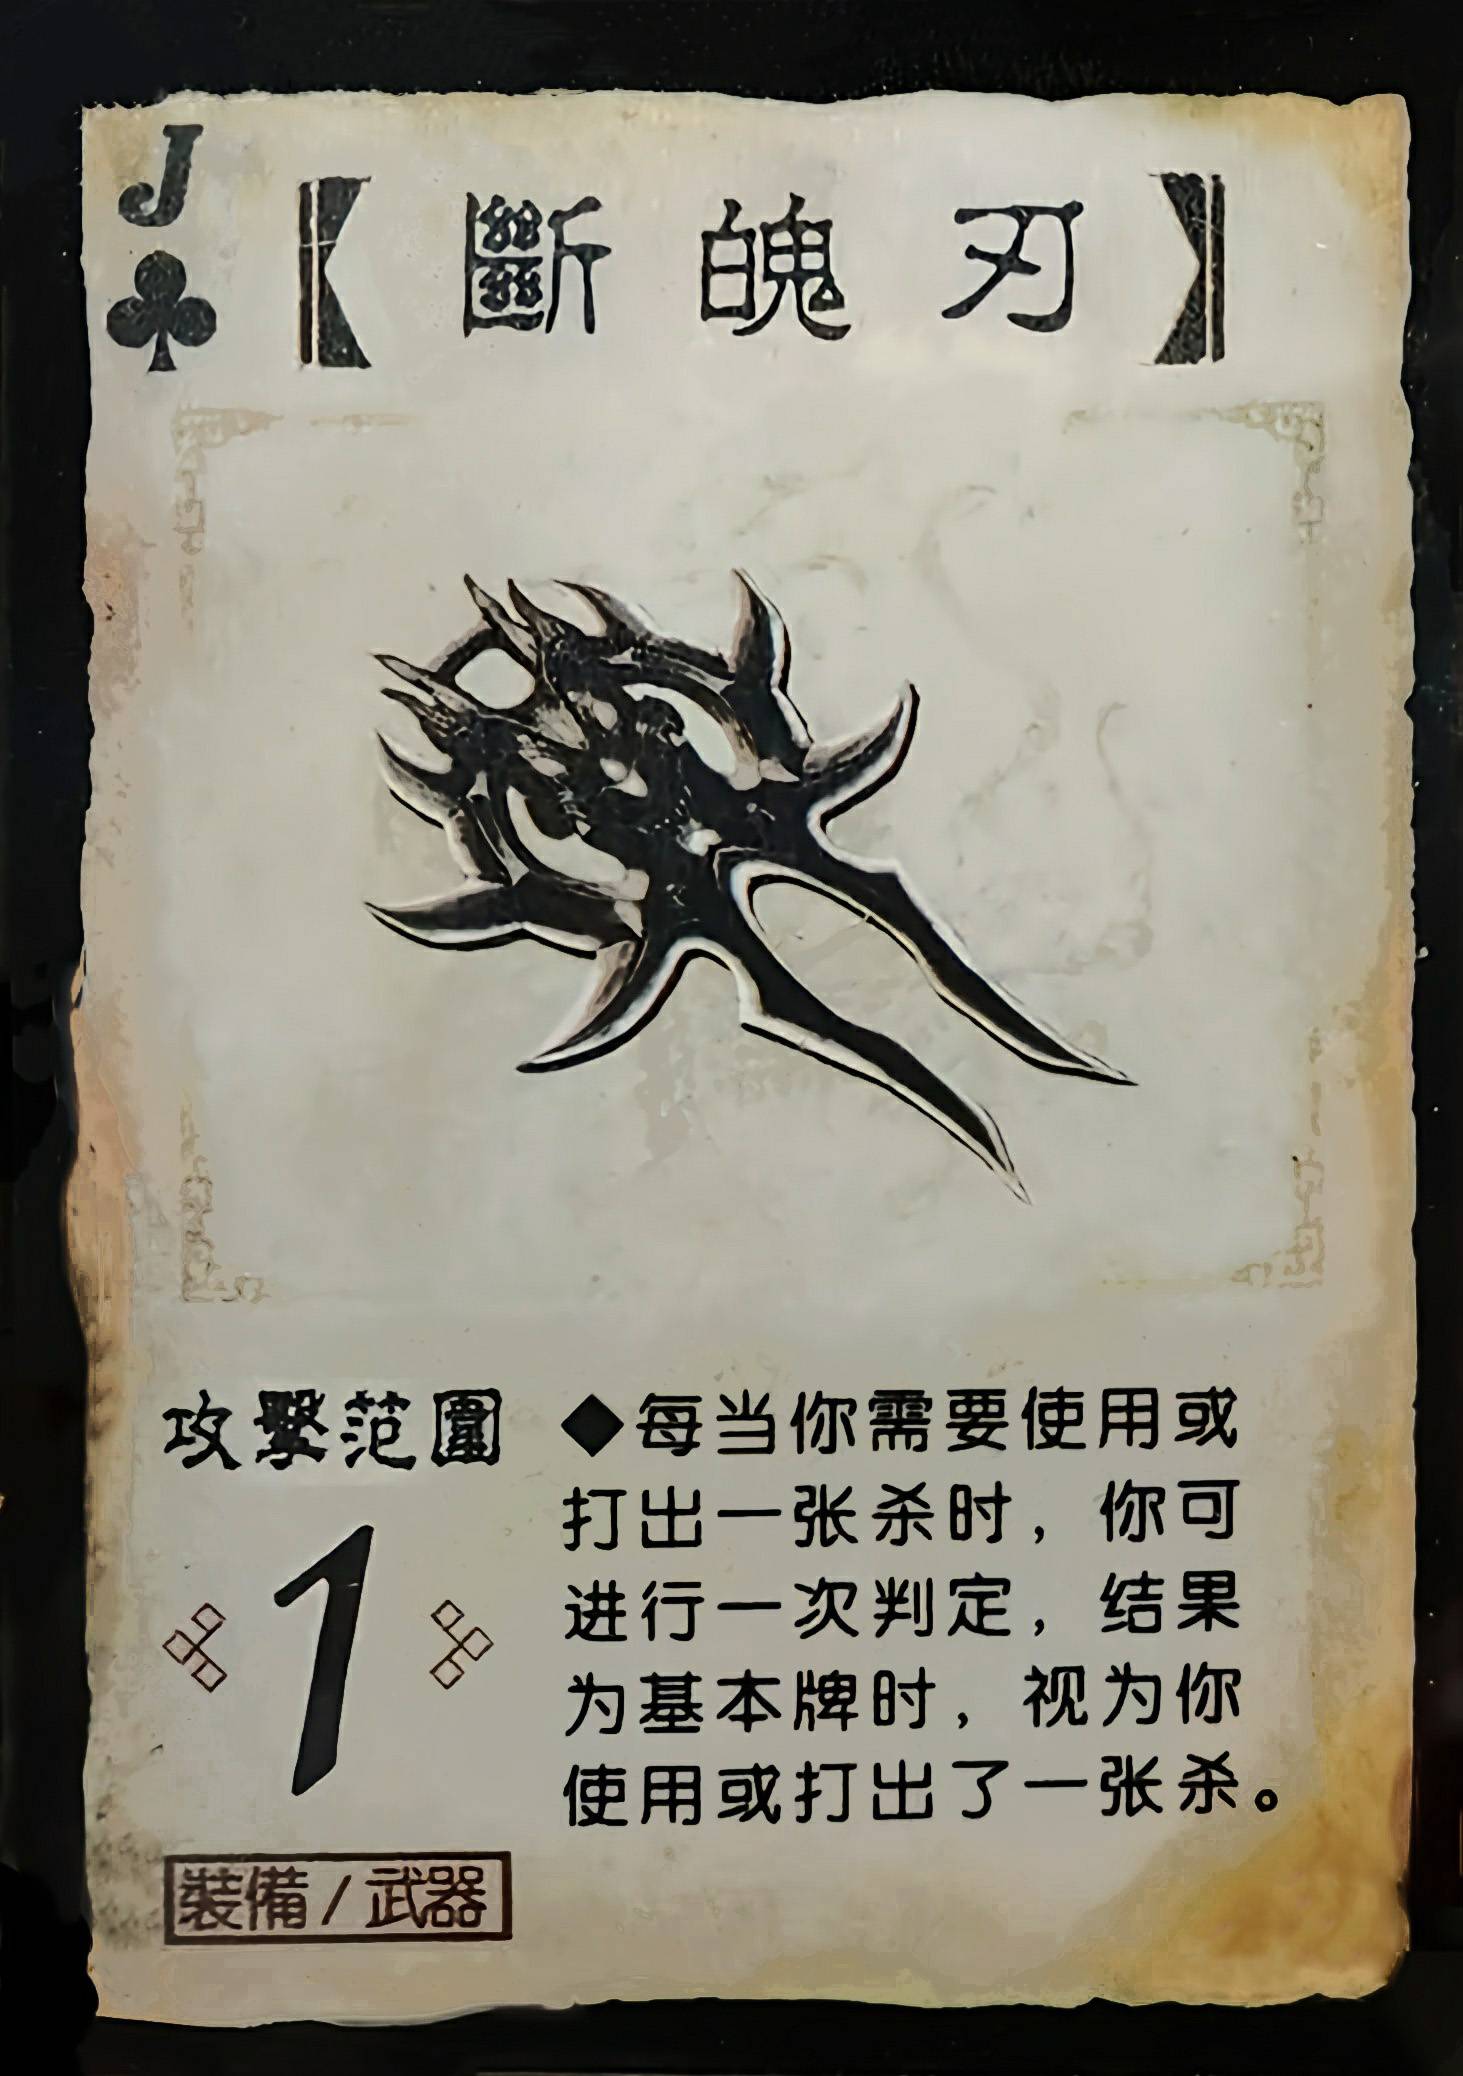 J
【斷魄刃】
攻擊范圍
1
◆每当你需要使用或
打出一张杀时，你可
进行一次判定，结果
为基本牌时，视为你
使用或打出了一张杀。
裝備/武器